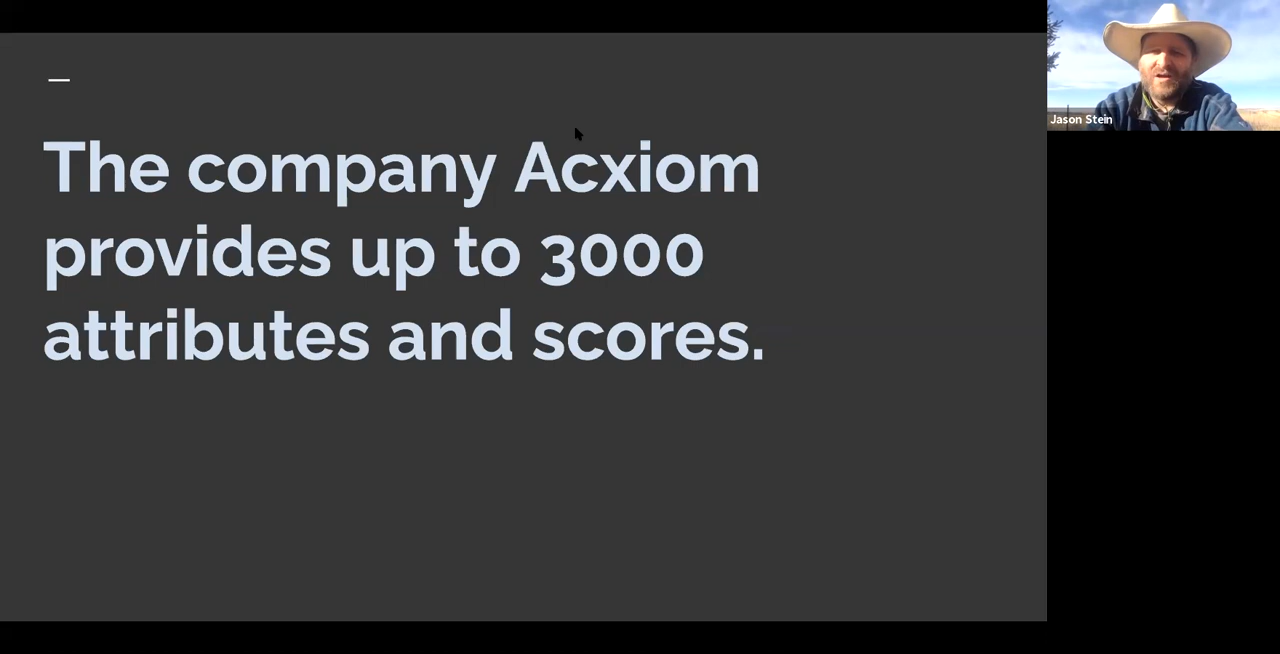 The company Acxiom
provides up to 3000
attributes and scores.
Jason Stein